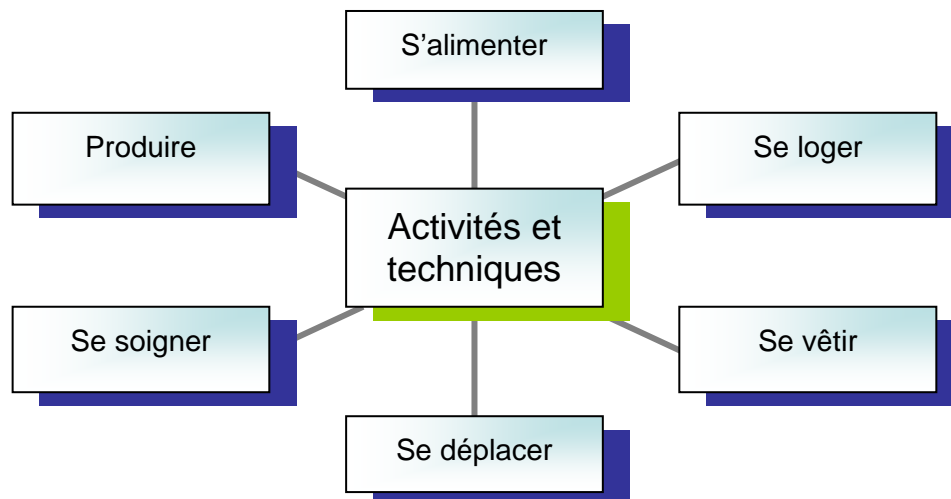 S’alimenter
Produire
Se loger
Activités et
techniques
Se soigner
Se vêtir
Se déplacer